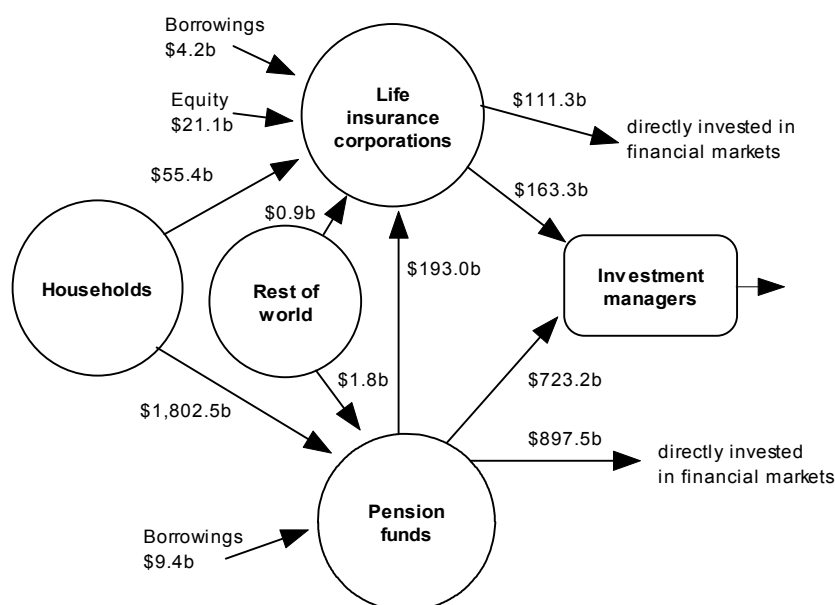 Borrowings
$4.2b
Equity
$21.1b
Life
insurance
corporations
$111.3b
directly invested in
financial markets
$55.4b
$163.3b
$0.9b
Households
Rest of
world
$193.0b
Investment
managers
$1.8b
$723.2b
$1,802.5b
$897.5b
directly invested
in financial markets
Pension
funds
Borrowings
$9.4b